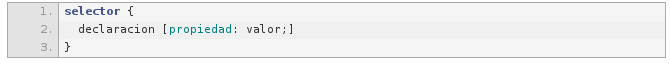 1. selector {
2.   declaracion [propiedad: valor;]
3. }